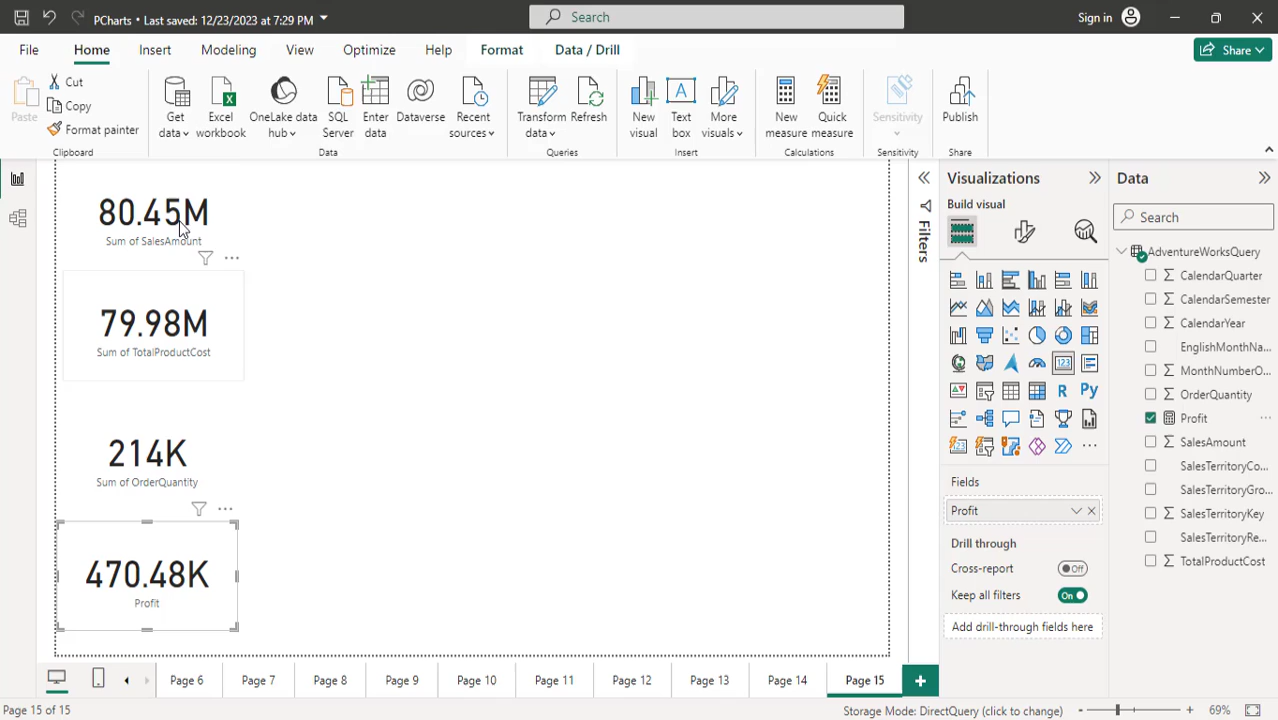 PCharts • Last saved: 12/23/2023 at 7:29 PM
Search
Sign in
File
Home
Insert
Modeling
View
Optimize
Help
Format
Data / Drill
Share
Paste
Cut
Copy
Format painter
Get data
Excel workbook
OneLake data hub
SQL Server
Enter data
Dataverse
Recent sources
Transform data
Refresh
New visual
Text box
More visuals
New measure
Quick measure
Sensitivity
Publish
Clipboard
Data
Queries
Insert
Calculations
Sensitivity
Share
80.45M
Sum of SalesAmount
79.98M
Sum of TotalProductCost
214K
Sum of OrderQuantity
470.48K
Profit
Filters
Visualizations
Build visual
123
R
Py
Fields
Profit
Drill through
Cross-report
Off
Keep all filters
On
Add drill-through fields here
Data
Search
AdventureWorksQuery
CalendarQuarter
CalendarSemester
CalendarYear
EnglishMonthNa...
MonthNumberO...
OrderQuantity
Profit
SalesAmount
SalesTerritoryCo...
SalesTerritoryGro...
SalesTerritoryKey
SalesTerritoryRe...
TotalProductCost
Page 6
Page 7
Page 8
Page 9
Page 10
Page 11
Page 12
Page 13
Page 14
Page 15
Page 15 of 15
Storage Mode: DirectQuery (click to change)
69%